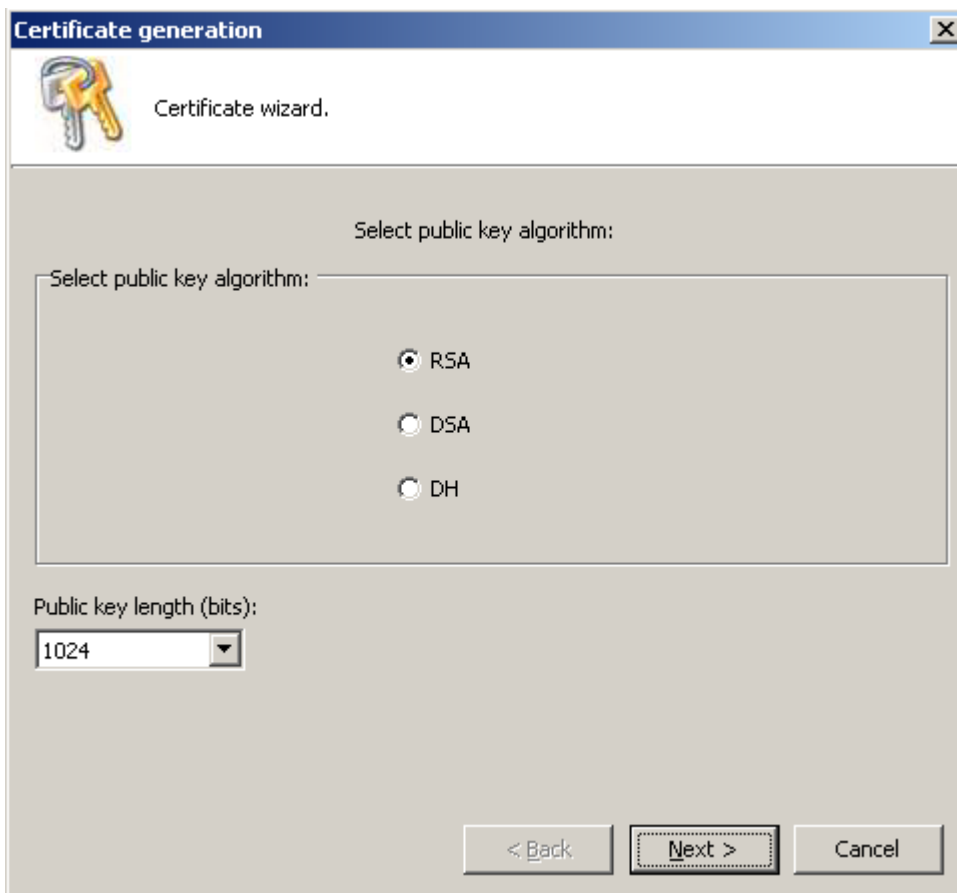 Certificate generation
Certificate wizard.
Select public key algorithm:
Select public key algorithm:
RSA
DSA
DH
Public key length (bits):
1024
< Back Next > Cancel